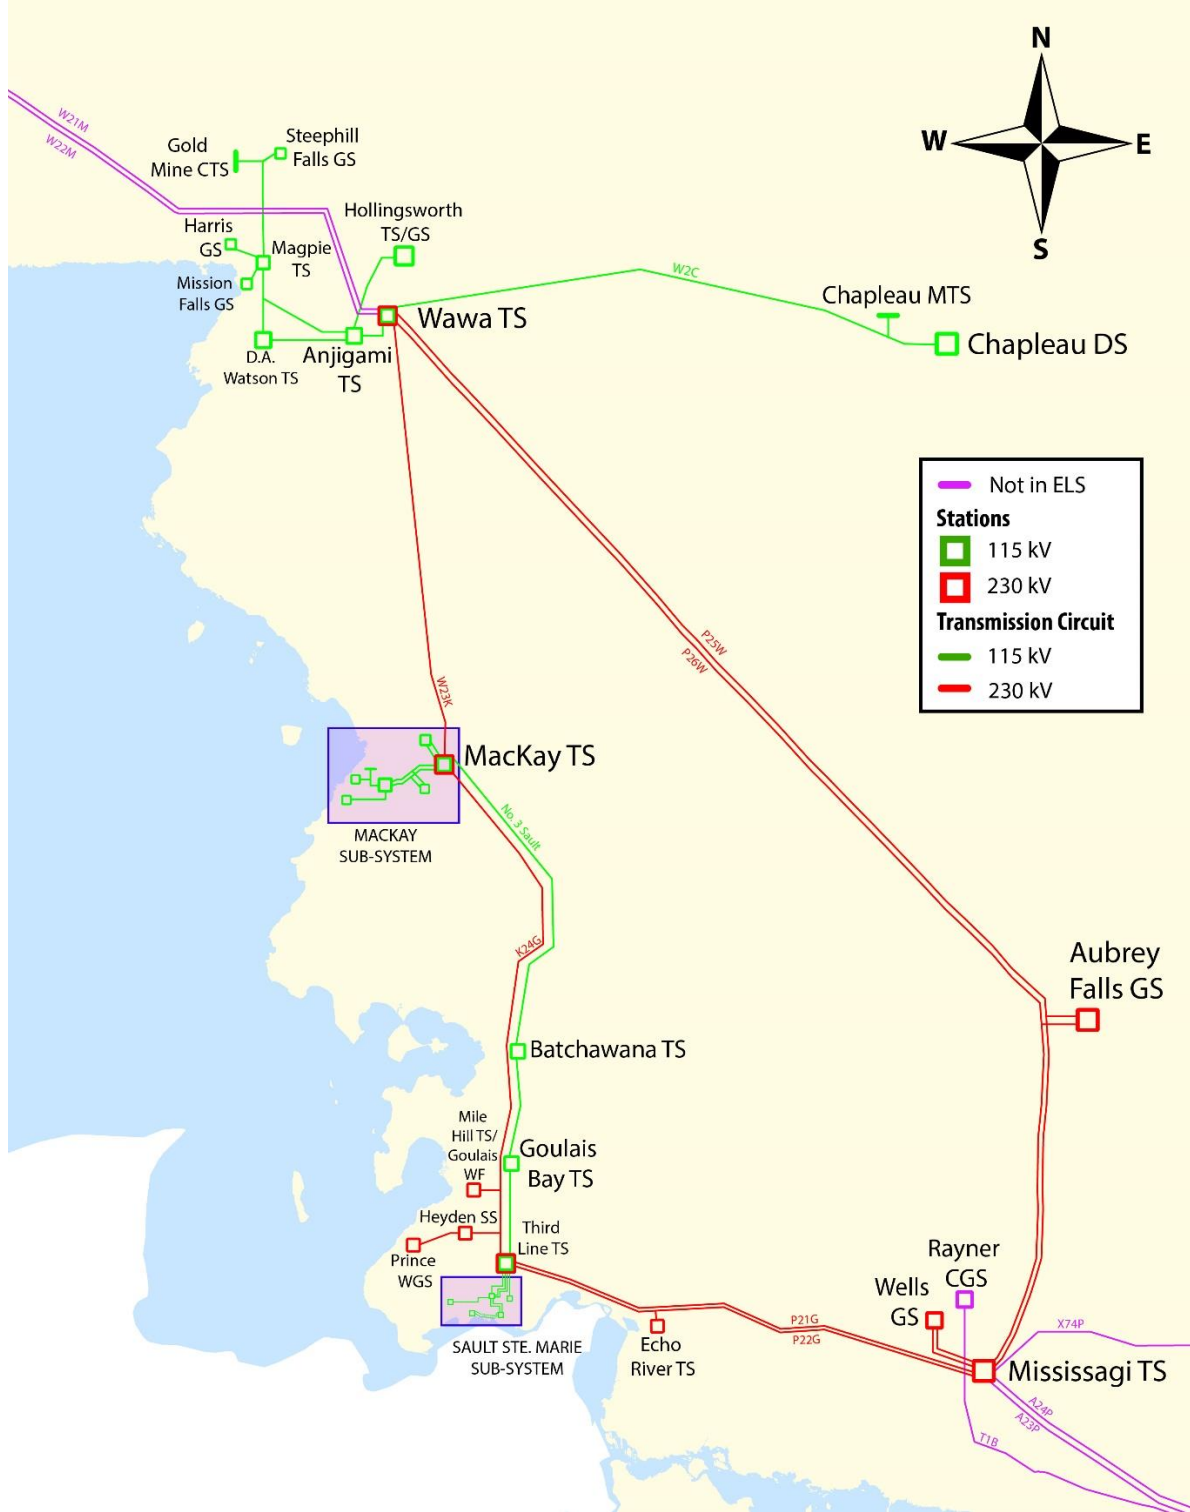 N
W
E
S
W21M
W22M
Gold
Mine CTS
Steephill
Falls GS
Harris
GS
Magpie
TS
Mission
Falls GS
Hollingsworth
TS/GS
D.A.
Watson TS
Anjigami
TS
Wawa TS
W2C
Chapleau MTS
Chapleau DS
Not in ELS
Stations
115 kV
230 kV
Transmission Circuit
115 kV
230 kV
P25W
P26W
W23K
MacKay TS
MACKAY
SUB-SYSTEM
No. 3 Sault
K24G
Aubrey
Falls GS
Batchawana TS
Mile
Hill TS/
Goulais
WF
Goulais
Bay TS
Heyden SS
Prince
WGS
Third
Line TS
SAULT STE. MARIE
SUB-SYSTEM
Echo
River TS
P21G
P22G
Wells
GS
Rayner
CGS
X74P
Mississagi TS
A24P
A23P
T1B